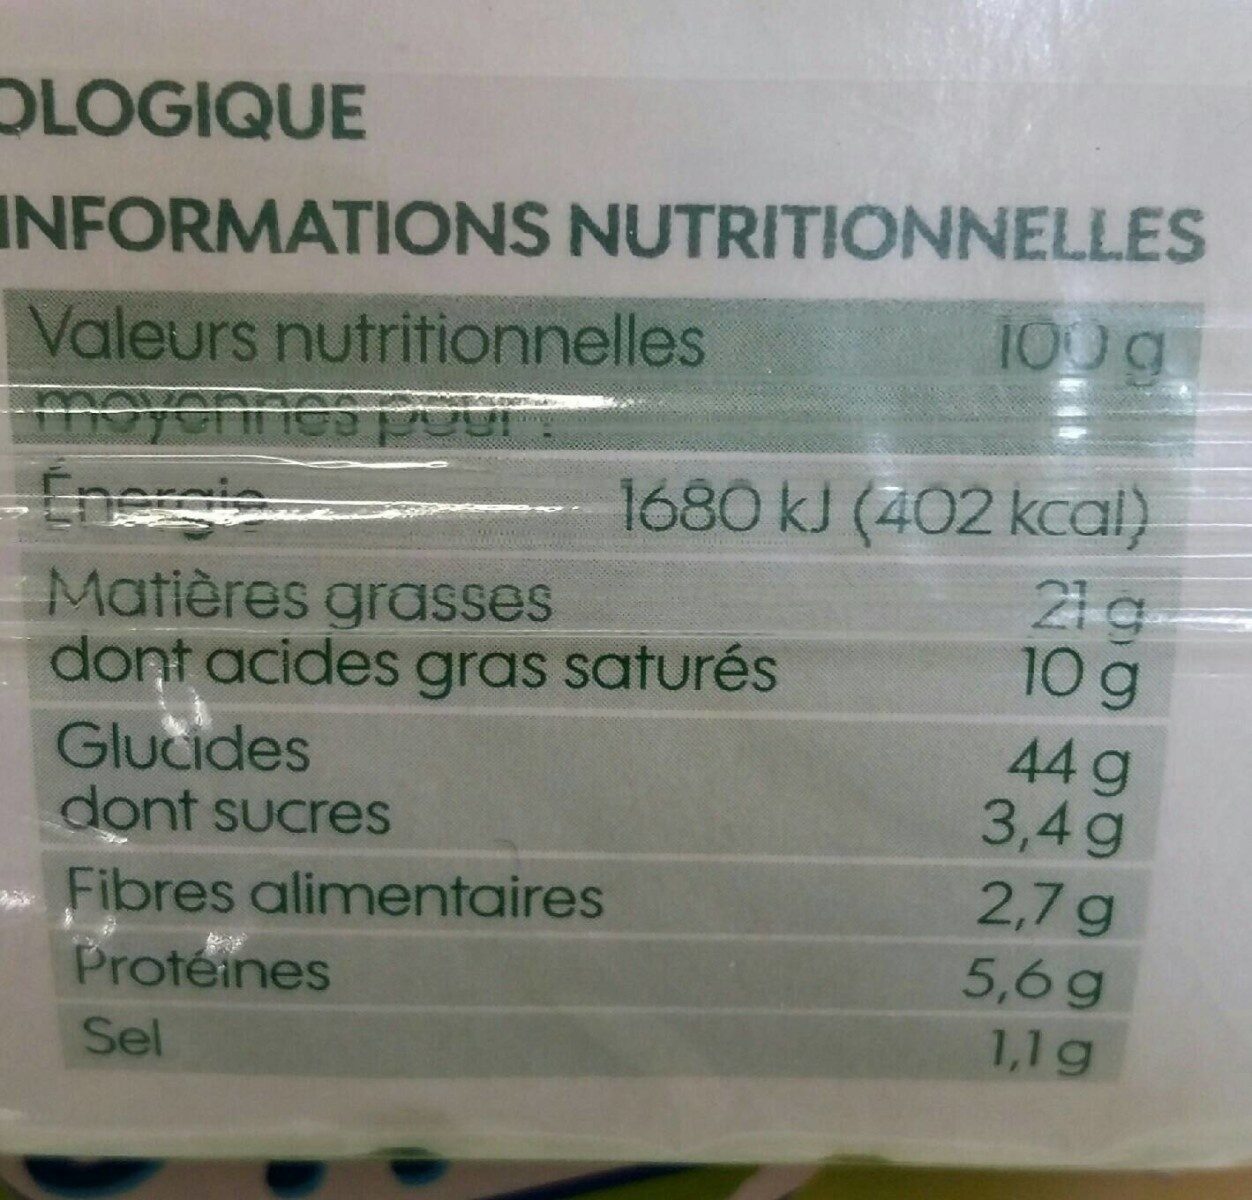 OLOGIQUE
INFORMATIONS NUTRITIONNELLES
Valeurs nutritionnelles 100 g
moyennes pour :
Énergie 1680 kJ (402 kcal)
Matières grasses 21 g
dont acides gras saturés 10 g
Glucides 44 g
dont sucres 3,4 g
Fibres alimentaires 2,7 g
Protéines 5,6 g
Sel 1,1 g